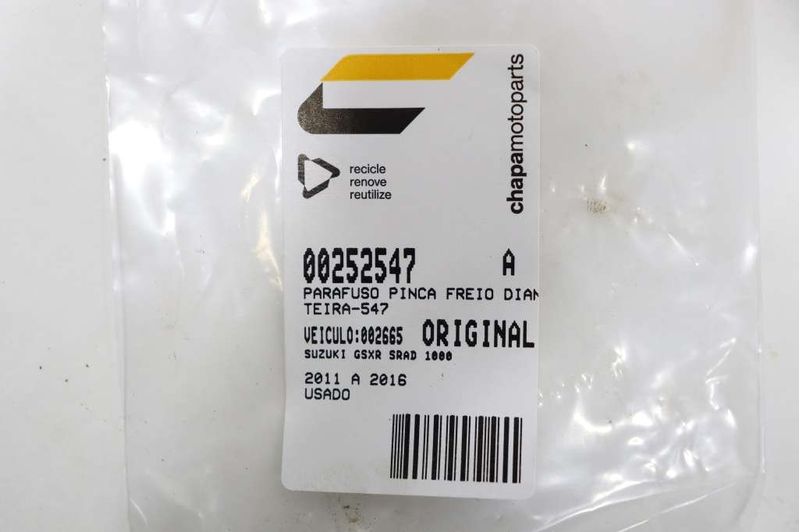 chapamotoparts
recicle
renove
reutilize
00252547 A
PARAFUSO PINCA FREIO DIAN
TEIRA-547
VEICULO:002665 ORIGINAL
SUZUKI GSXR SRAD 1000
2011 A 2016
USADO